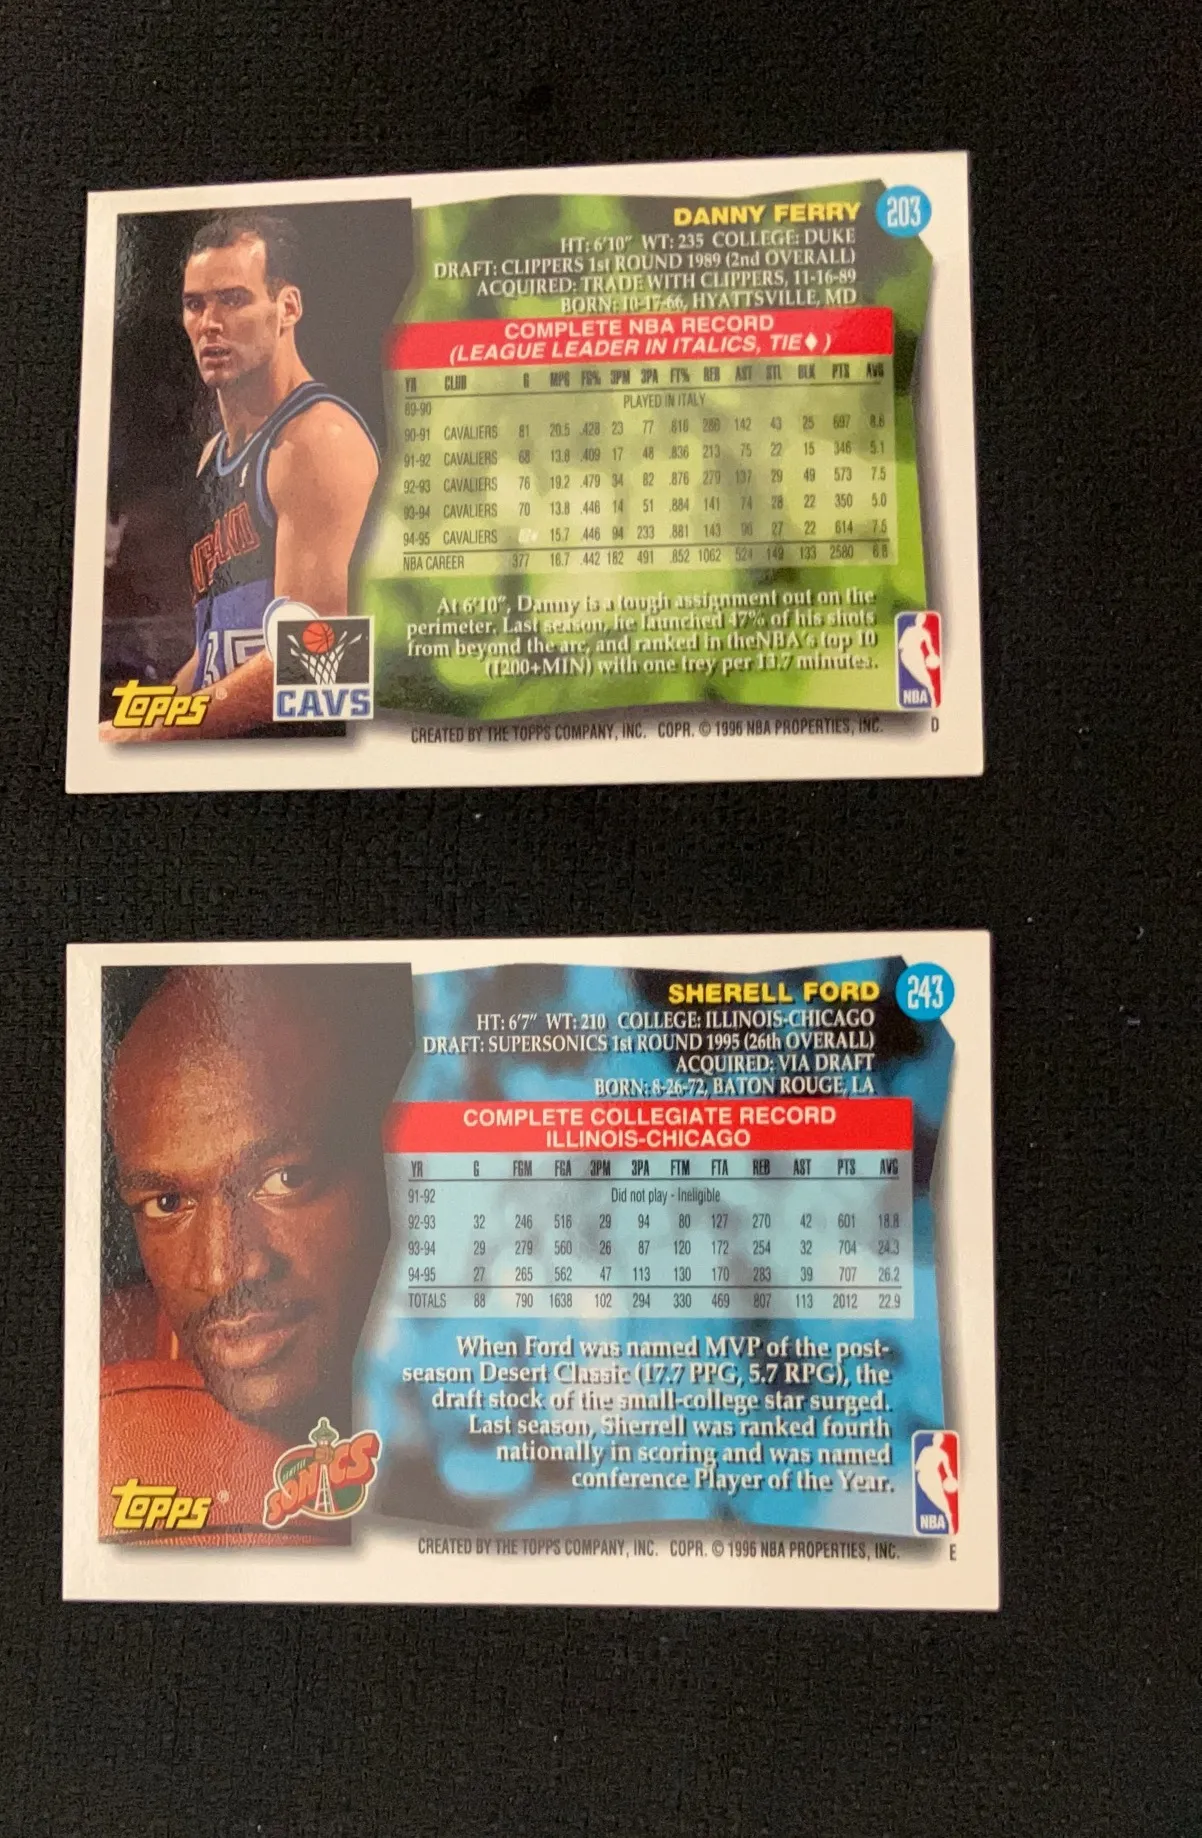 DANNY FERRY 203
HT: 6'10" WT: 235 COLLEGE: DUKE
DRAFT: CLIPPERS 1st ROUND 1989 (2nd OVERALL)
ACQUIRED: TRADE WITH CLIPPERS, 11-16-89
BORN: 10-17-66, HYATTSVILLE, MD
COMPLETE NBA RECORD
(LEAGUE LEADER IN ITALICS, TIE♦)
YR CLUB G MPG FG% 3PM 3PA FT% REB AST STL BLK PTS AVG
89-90 PLAYED IN ITALY
90-91 CAVALIERS 81 20.5 .428 23 77 .816 286 142 43 25 697 8.6
91-92 CAVALIERS 68 13.8 .409 17 48 .836 213 75 22 15 346 5.1
92-93 CAVALIERS 76 19.2 .479 34 82 .876 279 137 29 49 573 7.5
93-94 CAVALIERS 70 13.8 .446 14 51 .884 141 74 28 22 350 5.0
94-95 CAVALIERS 15.7 .446 94 233 .881 143 96 27 22 614 7.5
NBA CAREER 377 16.7 .442 182 491 .852 1062 524 149 133 2580 6.8
At 6'10", Danny is a tough assignment out on the
perimeter. Last season, he launched 47% of his shots
from beyond the arc, and ranked in theNBA's top 10
(1200+MIN) with one trey per 13.7 minutes.
35
TOPPS®
CAVS
NBA
CREATED BY THE TOPPS COMPANY, INC. COPR. © 1996 NBA PROPERTIES, INC. D
SHERELL FORD 243
HT: 6'7" WT: 210 COLLEGE: ILLINOIS-CHICAGO
DRAFT: SUPERSONICS 1st ROUND 1995 (26th OVERALL)
ACQUIRED: VIA DRAFT
BORN: 8-26-72, BATON ROUGE, LA
COMPLETE COLLEGIATE RECORD
ILLINOIS-CHICAGO
YR G FGM FGA 3PM 3PA FTM FTA REB AST PTS AVG
91-92 Did not play - Ineligible
92-93 32 246 516 29 94 80 127 270 42 601 18.8
93-94 29 279 560 26 87 120 172 254 32 704 24.3
94-95 27 265 562 47 113 130 170 283 39 707 26.2
TOTALS 88 790 1638 102 294 330 469 807 113 2012 22.9
When Ford was named MVP of the post-
season Desert Classic (17.7 PPG, 5.7 RPG), the
draft stock of the small-college star surged.
Last season, Sherrell was ranked fourth
nationally in scoring and was named
conference Player of the Year.
TOPPS®
SEATTLE
SONICS
NBA
CREATED BY THE TOPPS COMPANY, INC. COPR. © 1996 NBA PROPERTIES, INC. E